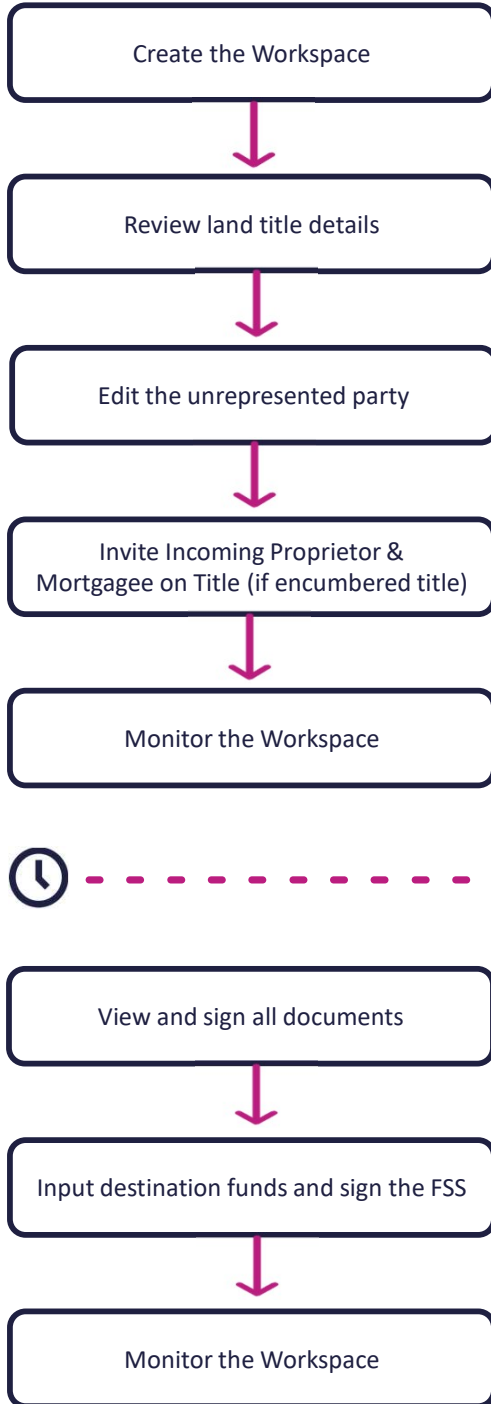 Create the Workspace
Review land title details
Edit the unrepresented party
Invite Incoming Proprietor &
Mortgagee on Title (if encumbered title)
Monitor the Workspace
View and sign all documents
Input destination funds and sign the FSS
Monitor the Workspace